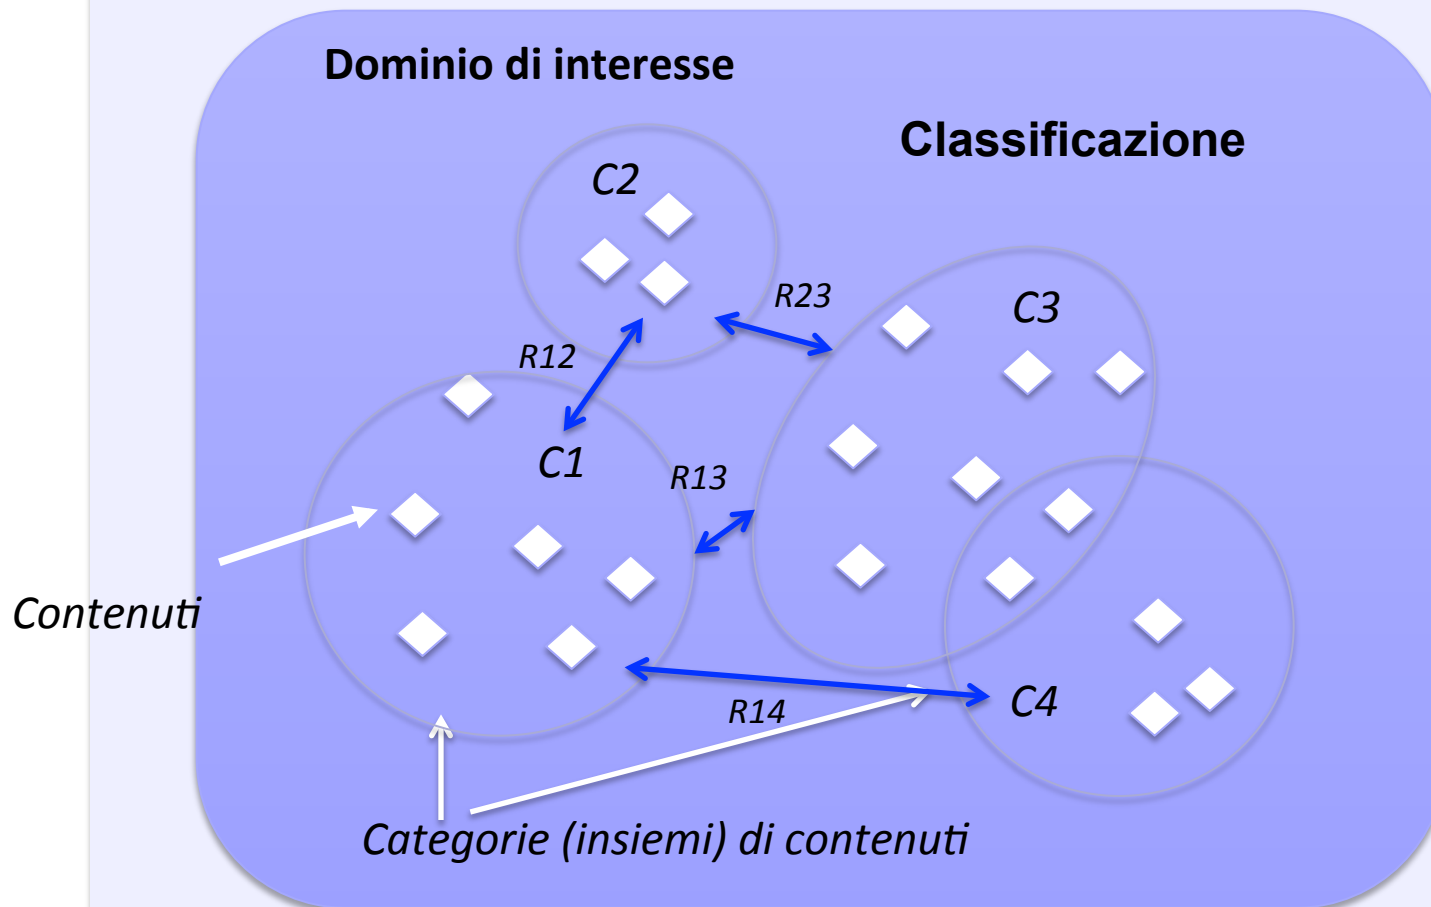 Dominio di interesse
Classificazione
C2
R23
C3
R12
C1
R13
Contenuti
R14
C4
Categorie (insiemi) di contenuti